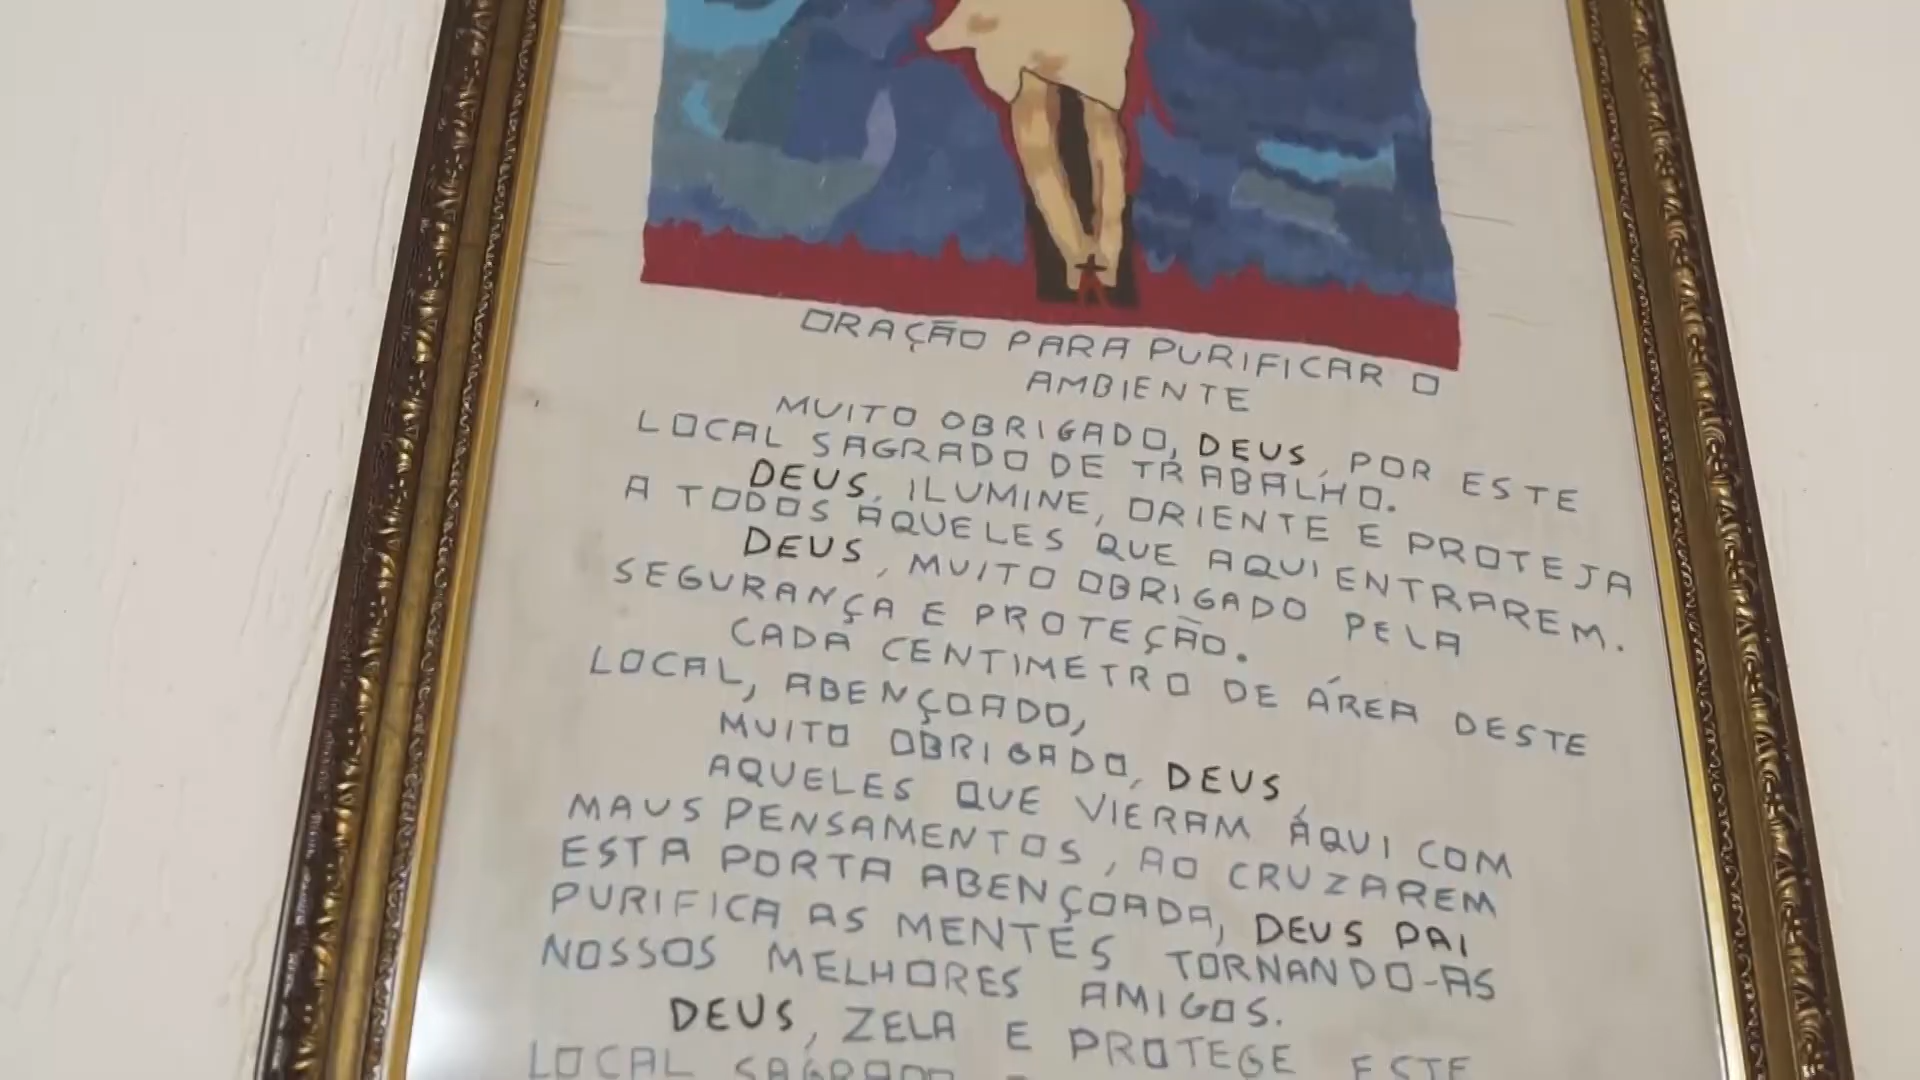 ORAÇÃO PARA PURIFICAR O
AMBIENTE
MUITO OBRIGADO, DEUS, POR ESTE
LOCAL SAGRADO DE TRABALHO.
DEUS, ILUMINE, ORIENTE E PROTEJA
A TODOS AQUELES QUE AQUI ENTRAREM.
DEUS, MUITO OBRIGADO PELA
SEGURANÇA E PROTEÇÃO.
CADA CENTIMETRO DE ÁREA DESTE
LOCAL, ABENÇOADO,
MUITO OBRIGADO, DEUS,
AQUELES QUE VIERAM AQUI COM
MAUS PENSAMENTOS, AO CRUZAREM
ESTA PORTA ABENÇOADA, DEUS PAI
PURIFICA AS MENTES TORNANDO-AS
NOSSOS MELHORES AMIGOS.
DEUS, ZELA E PROTEGE ESTE
LOCAL SAGRADO